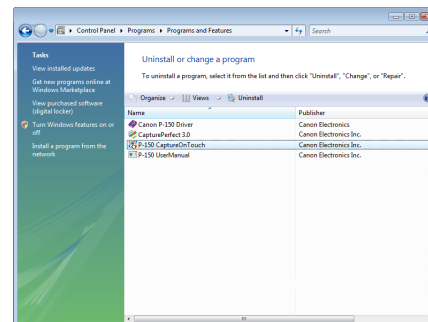 Control Panel ▸ Programs ▸ Programs and Features
Search
Tasks
View installed updates
Get new programs online at
Windows Marketplace
View purchased software
(digital locker)
Turn Windows features on or
off
Install a program from the
network
Uninstall or change a program
To uninstall a program, select it from the list and then click "Uninstall", "Change", or "Repair".
Organize Views Uninstall
Name Publisher
Canon P-150 Driver Canon Electronics
CapturePerfect 3.0 Canon Electronics Inc.
P-150 CaptureOnTouch Canon Electronics Inc.
P-150 UserManual Canon Electronics Inc.